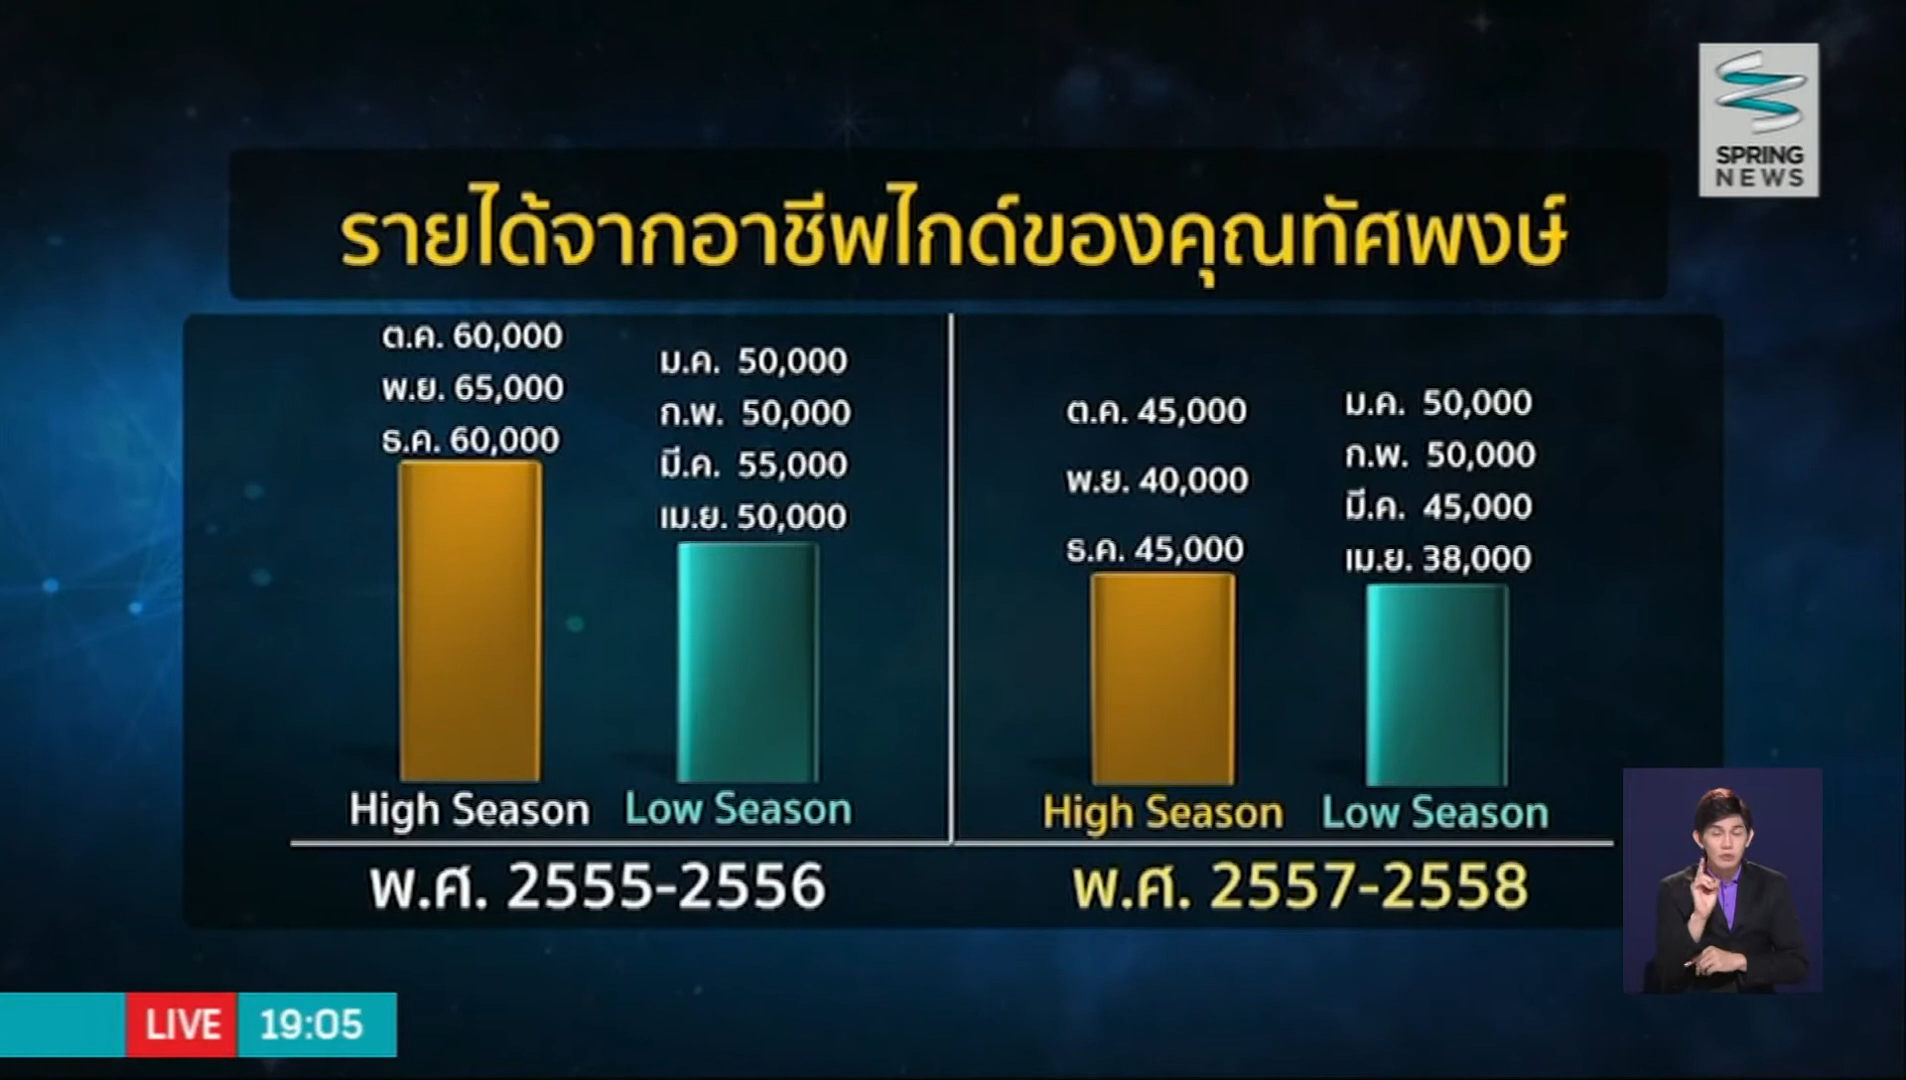 SPRING
NEWS
รายได้จากอาชีพไกด์ของคุณทัศพงษ์
ต.ค. 60,000
พ.ย. 65,000
ธ.ค. 60,000
ม.ค. 50,000
ก.พ. 50,000
มี.ค. 55,000
เม.ย. 50,000
High Season
Low Season
พ.ศ. 2555-2556
ต.ค. 45,000
พ.ย. 40,000
ธ.ค. 45,000
ม.ค. 50,000
ก.พ. 50,000
มี.ค. 45,000
เม.ย. 38,000
High Season
Low Season
พ.ศ. 2557-2558
LIVE 19:05